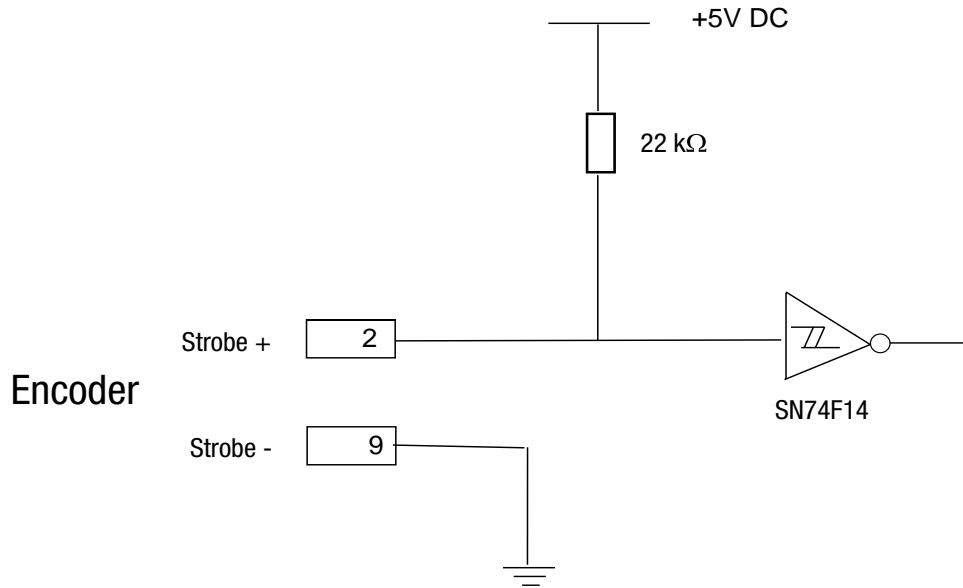 +5V DC
22 kΩ
Strobe + 2
Encoder
SN74F14
Strobe - 9